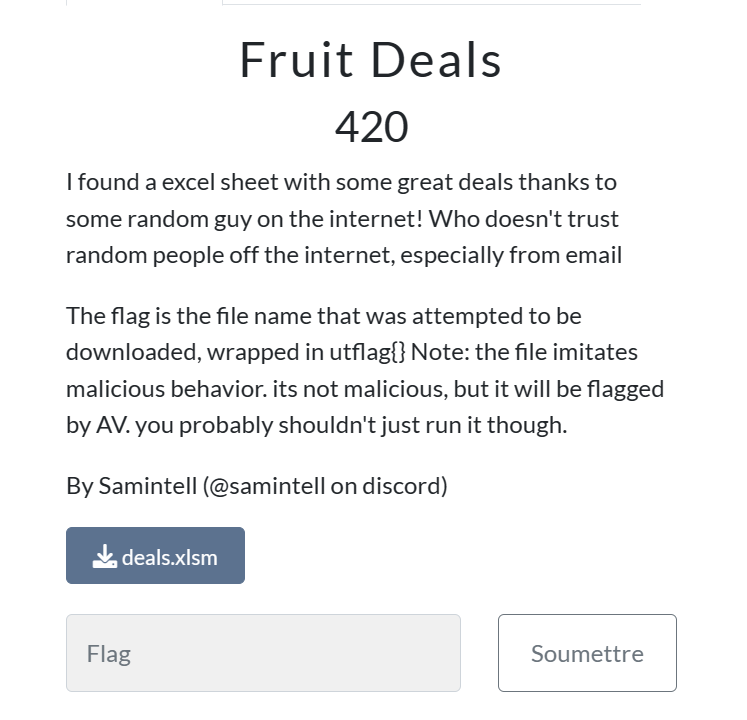 Fruit Deals
420
I found a excel sheet with some great deals thanks to
some random guy on the internet! Who doesn't trust
random people off the internet, especially from email
The flag is the file name that was attempted to be
downloaded, wrapped in utflag{} Note: the file imitates
malicious behavior. its not malicious, but it will be flagged
by AV. you probably shouldn't just run it though.
By Samintell (@samintell on discord)
deals.xlsm
Flag
Soumettre